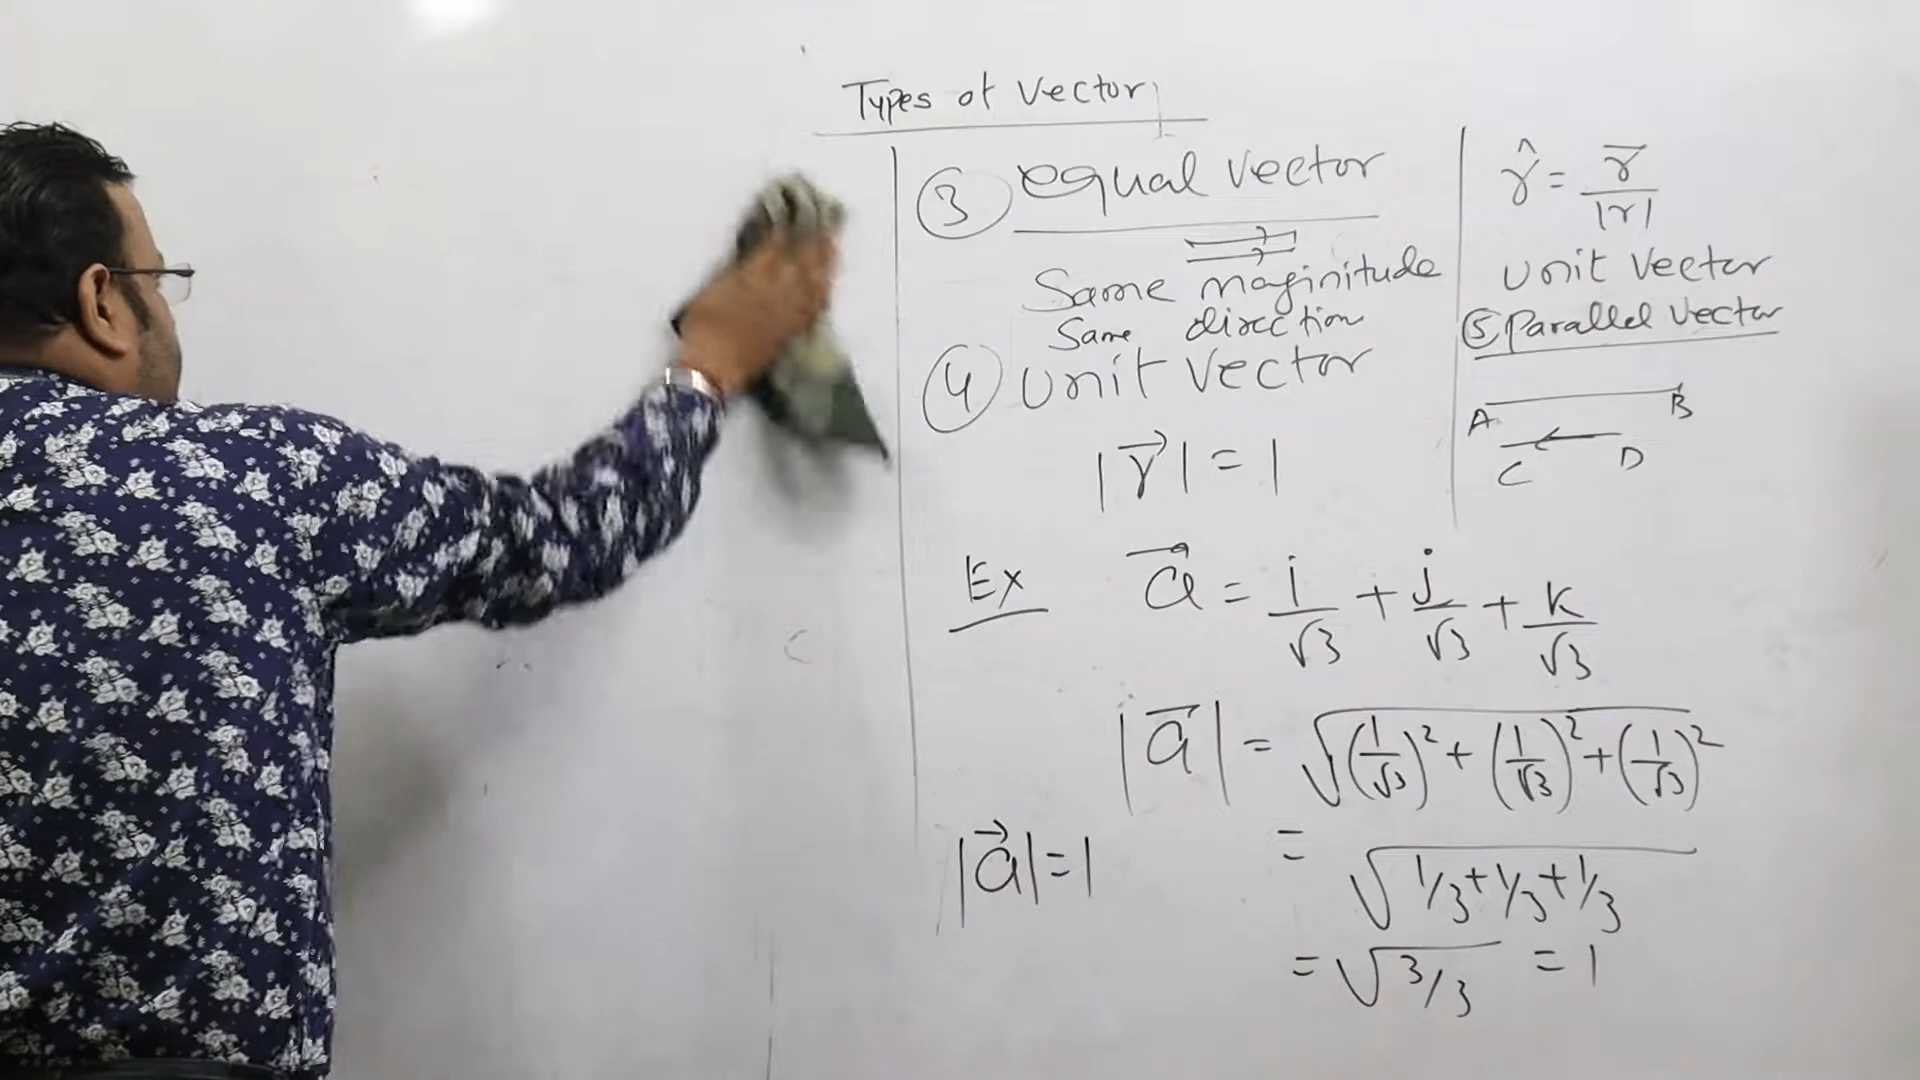 Types of Vector
③ equal vector
Same maginitude
Same direction
④ Unit Vector
|r⃗| = 1
Ex a⃗ = i/√3 + j/√3 + k/√3
|a⃗| = √(1/√3)² + (1/√3)² + (1/√3)²
= √1/3+1/3+1/3
= √3/3 = 1
|a⃗|=1
r̂ = r⃗/|r|
Unit Vector
⑤ Parallel Vector
A B
C D